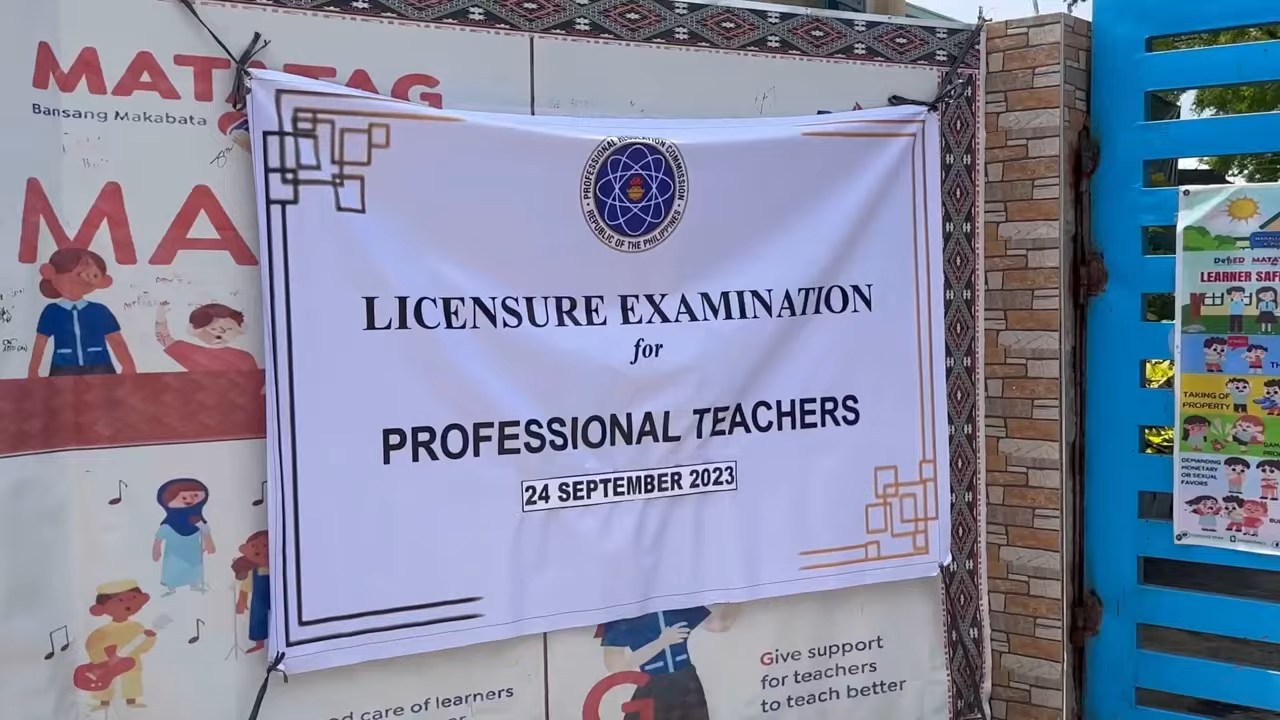 MATATAG
Bansang Makabata
MA
PROFESSIONAL REGULATION COMMISSION
REPUBLIC OF THE PHILIPPINES
LICENSURE EXAMINATION
for
PROFESSIONAL TEACHERS
24 SEPTEMBER 2023
care of learners
G
Give support
for teachers
to teach better
DepED MATATAG
LEARNER
TAKING OF
PROPERTY
DEMANDING
MONETARY
OR SEXUAL
FAVORS